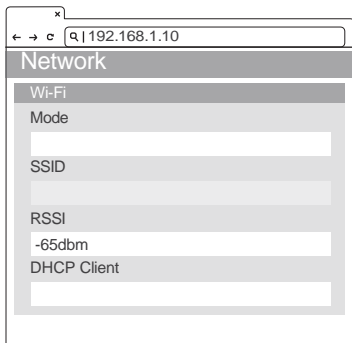 192.168.1.10
Network
Wi-Fi
Mode
SSID
RSSI
-65dbm
DHCP Client